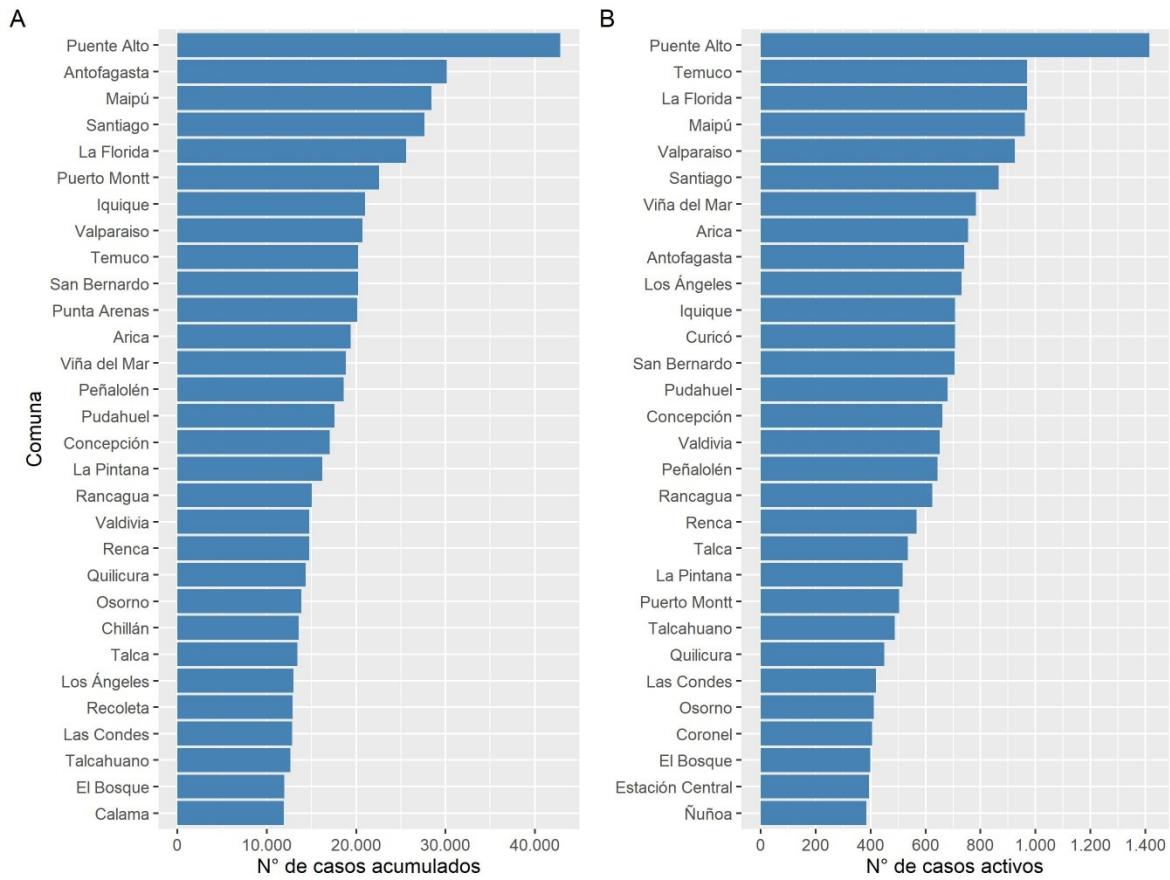 A
Puente Alto
Antofagasta
Maipú
Santiago
La Florida
Puerto Montt
Iquique
Valparaiso
Temuco
San Bernardo
Punta Arenas
Arica
Viña del Mar
Peñalolén
Pudahuel
Concepción
La Pintana
Rancagua
Valdivia
Renca
Quilicura
Osorno
Chillán
Talca
Los Ángeles
Recoleta
Las Condes
Talcahuano
El Bosque
Calama
Comuna
0 10.000 20.000 30.000 40.000
N° de casos acumulados
B
Puente Alto
Temuco
La Florida
Maipú
Valparaiso
Santiago
Viña del Mar
Arica
Antofagasta
Los Ángeles
Iquique
Curicó
San Bernardo
Pudahuel
Concepción
Valdivia
Peñalolén
Rancagua
Renca
Talca
La Pintana
Puerto Montt
Talcahuano
Quilicura
Las Condes
Osorno
Coronel
El Bosque
Estación Central
Ñuñoa
0 200 400 600 800 1.000 1.200 1.400
N° de casos activos